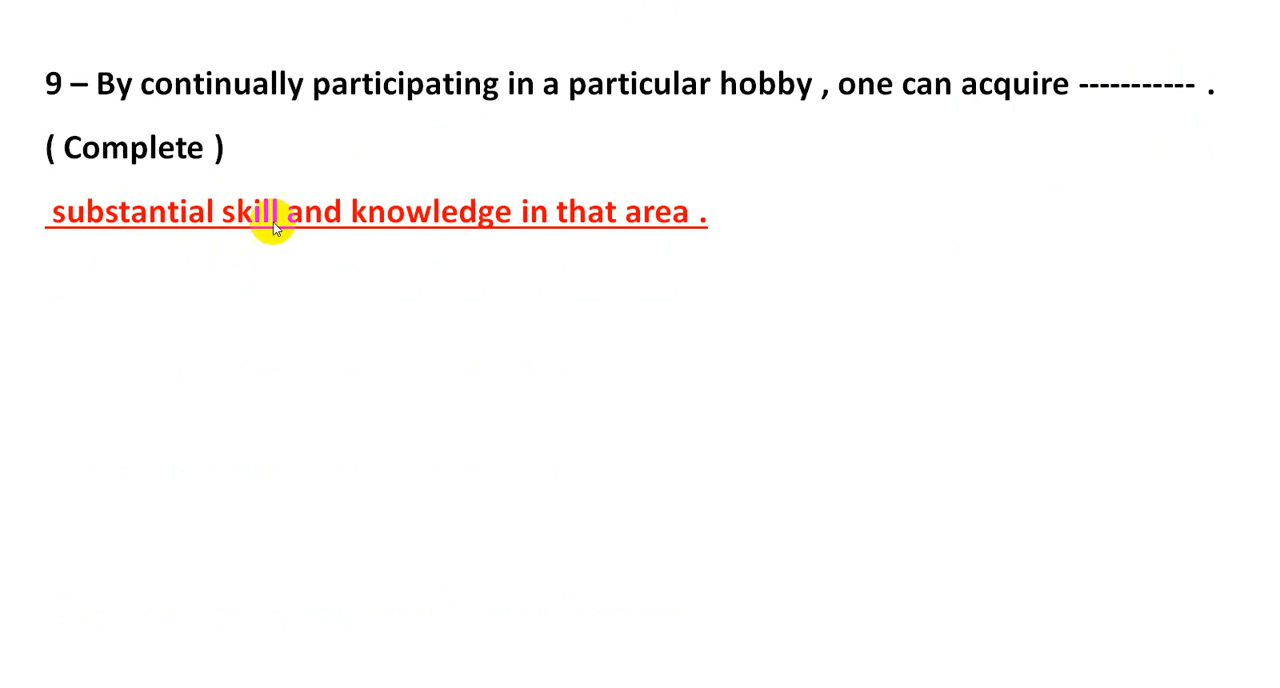 9 – By continually participating in a particular hobby , one can acquire ----------- .
( Complete )
substantial skill and knowledge in that area .